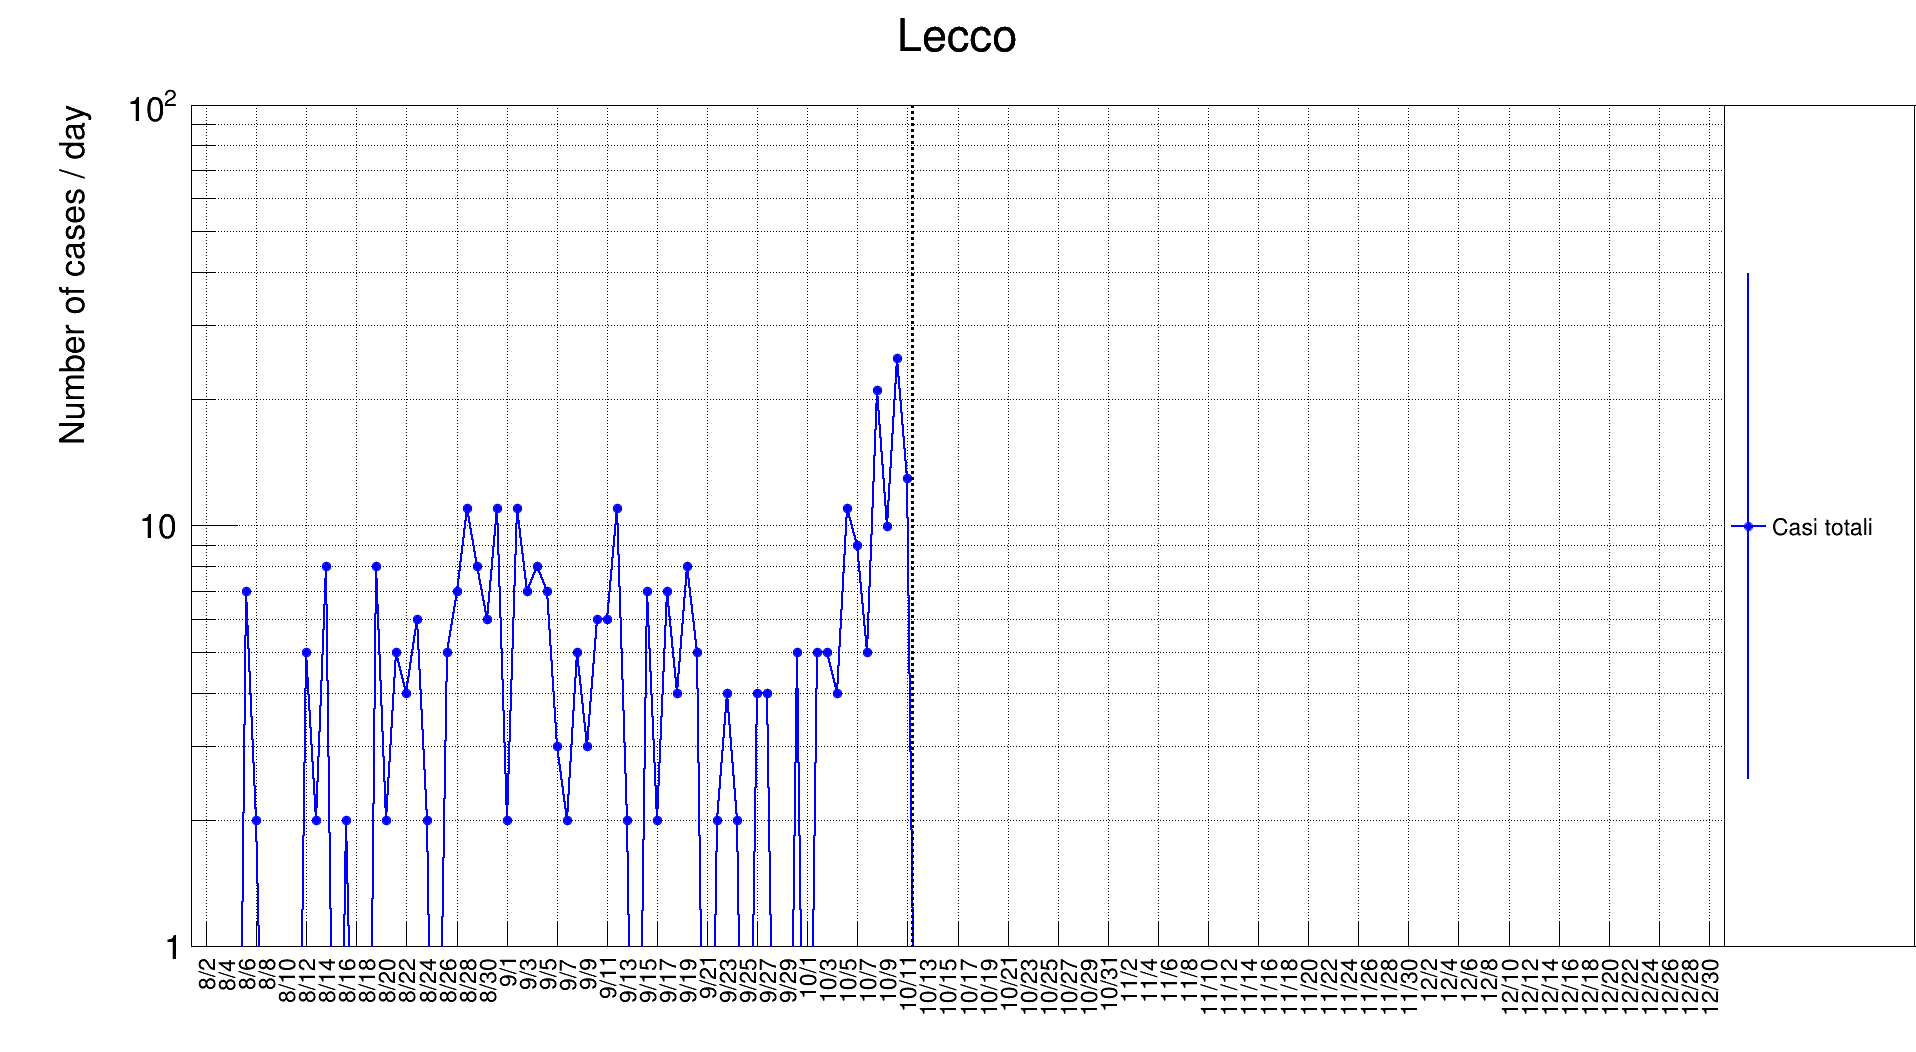 Lecco
Number of cases / day
10²
10
1
8/2 8/4 8/6 8/8 8/10 8/12 8/14 8/16 8/18 8/20 8/22 8/24 8/26 8/28 8/30 9/1 9/3 9/5 9/7 9/9 9/11 9/13 9/15 9/17 9/19 9/21 9/23 9/25 9/27 9/29 10/1 10/3 10/5 10/7 10/9 10/11 10/13 10/15 10/17 10/19 10/21 10/23 10/25 10/27 10/29 10/31 11/2 11/4 11/6 11/8 11/10 11/12 11/14 11/16 11/18 11/20 11/22 11/24 11/26 11/28 11/30 12/2 12/4 12/6 12/8 12/10 12/12 12/14 12/16 12/18 12/20 12/22 12/24 12/26 12/28 12/30
Casi totali